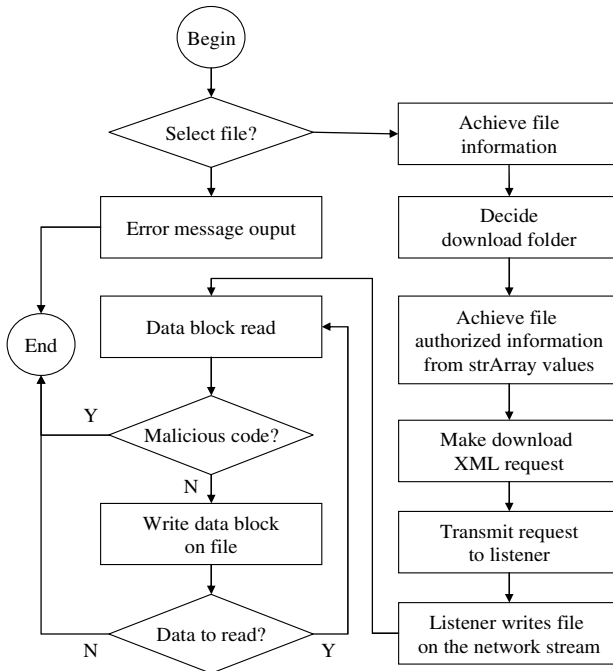 Begin
Select file?
Achieve file
information
Error message ouput
Decide
download folder
Data block read
End
Achieve file
authorized information
from strArray values
Y
Malicious code?
Make download
XML request
N
Write data block
on file
Transmit request
to listener
N
Data to read?
Y
Listener writes file
on the network stream